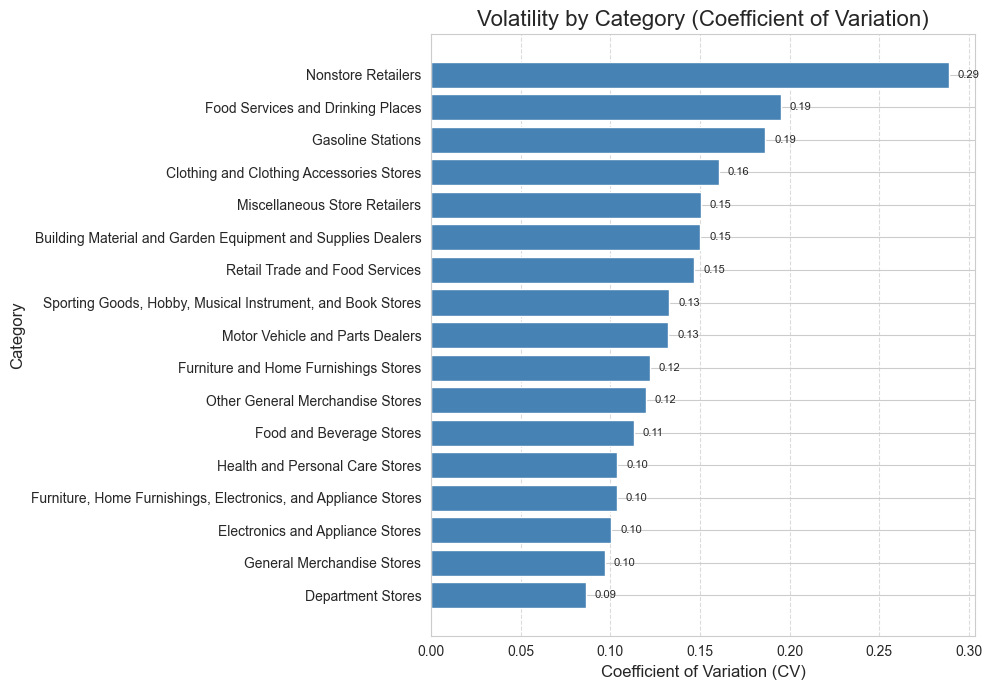 Volatility by Category (Coefficient of Variation)
Category
Nonstore Retailers 0.29
Food Services and Drinking Places 0.19
Gasoline Stations 0.19
Clothing and Clothing Accessories Stores 0.16
Miscellaneous Store Retailers 0.15
Building Material and Garden Equipment and Supplies Dealers 0.15
Retail Trade and Food Services 0.15
Sporting Goods, Hobby, Musical Instrument, and Book Stores 0.13
Motor Vehicle and Parts Dealers 0.13
Furniture and Home Furnishings Stores 0.12
Other General Merchandise Stores 0.12
Food and Beverage Stores 0.11
Health and Personal Care Stores 0.10
Furniture, Home Furnishings, Electronics, and Appliance Stores 0.10
Electronics and Appliance Stores 0.10
General Merchandise Stores 0.10
Department Stores 0.09
0.00 0.05 0.10 0.15 0.20 0.25 0.30
Coefficient of Variation (CV)